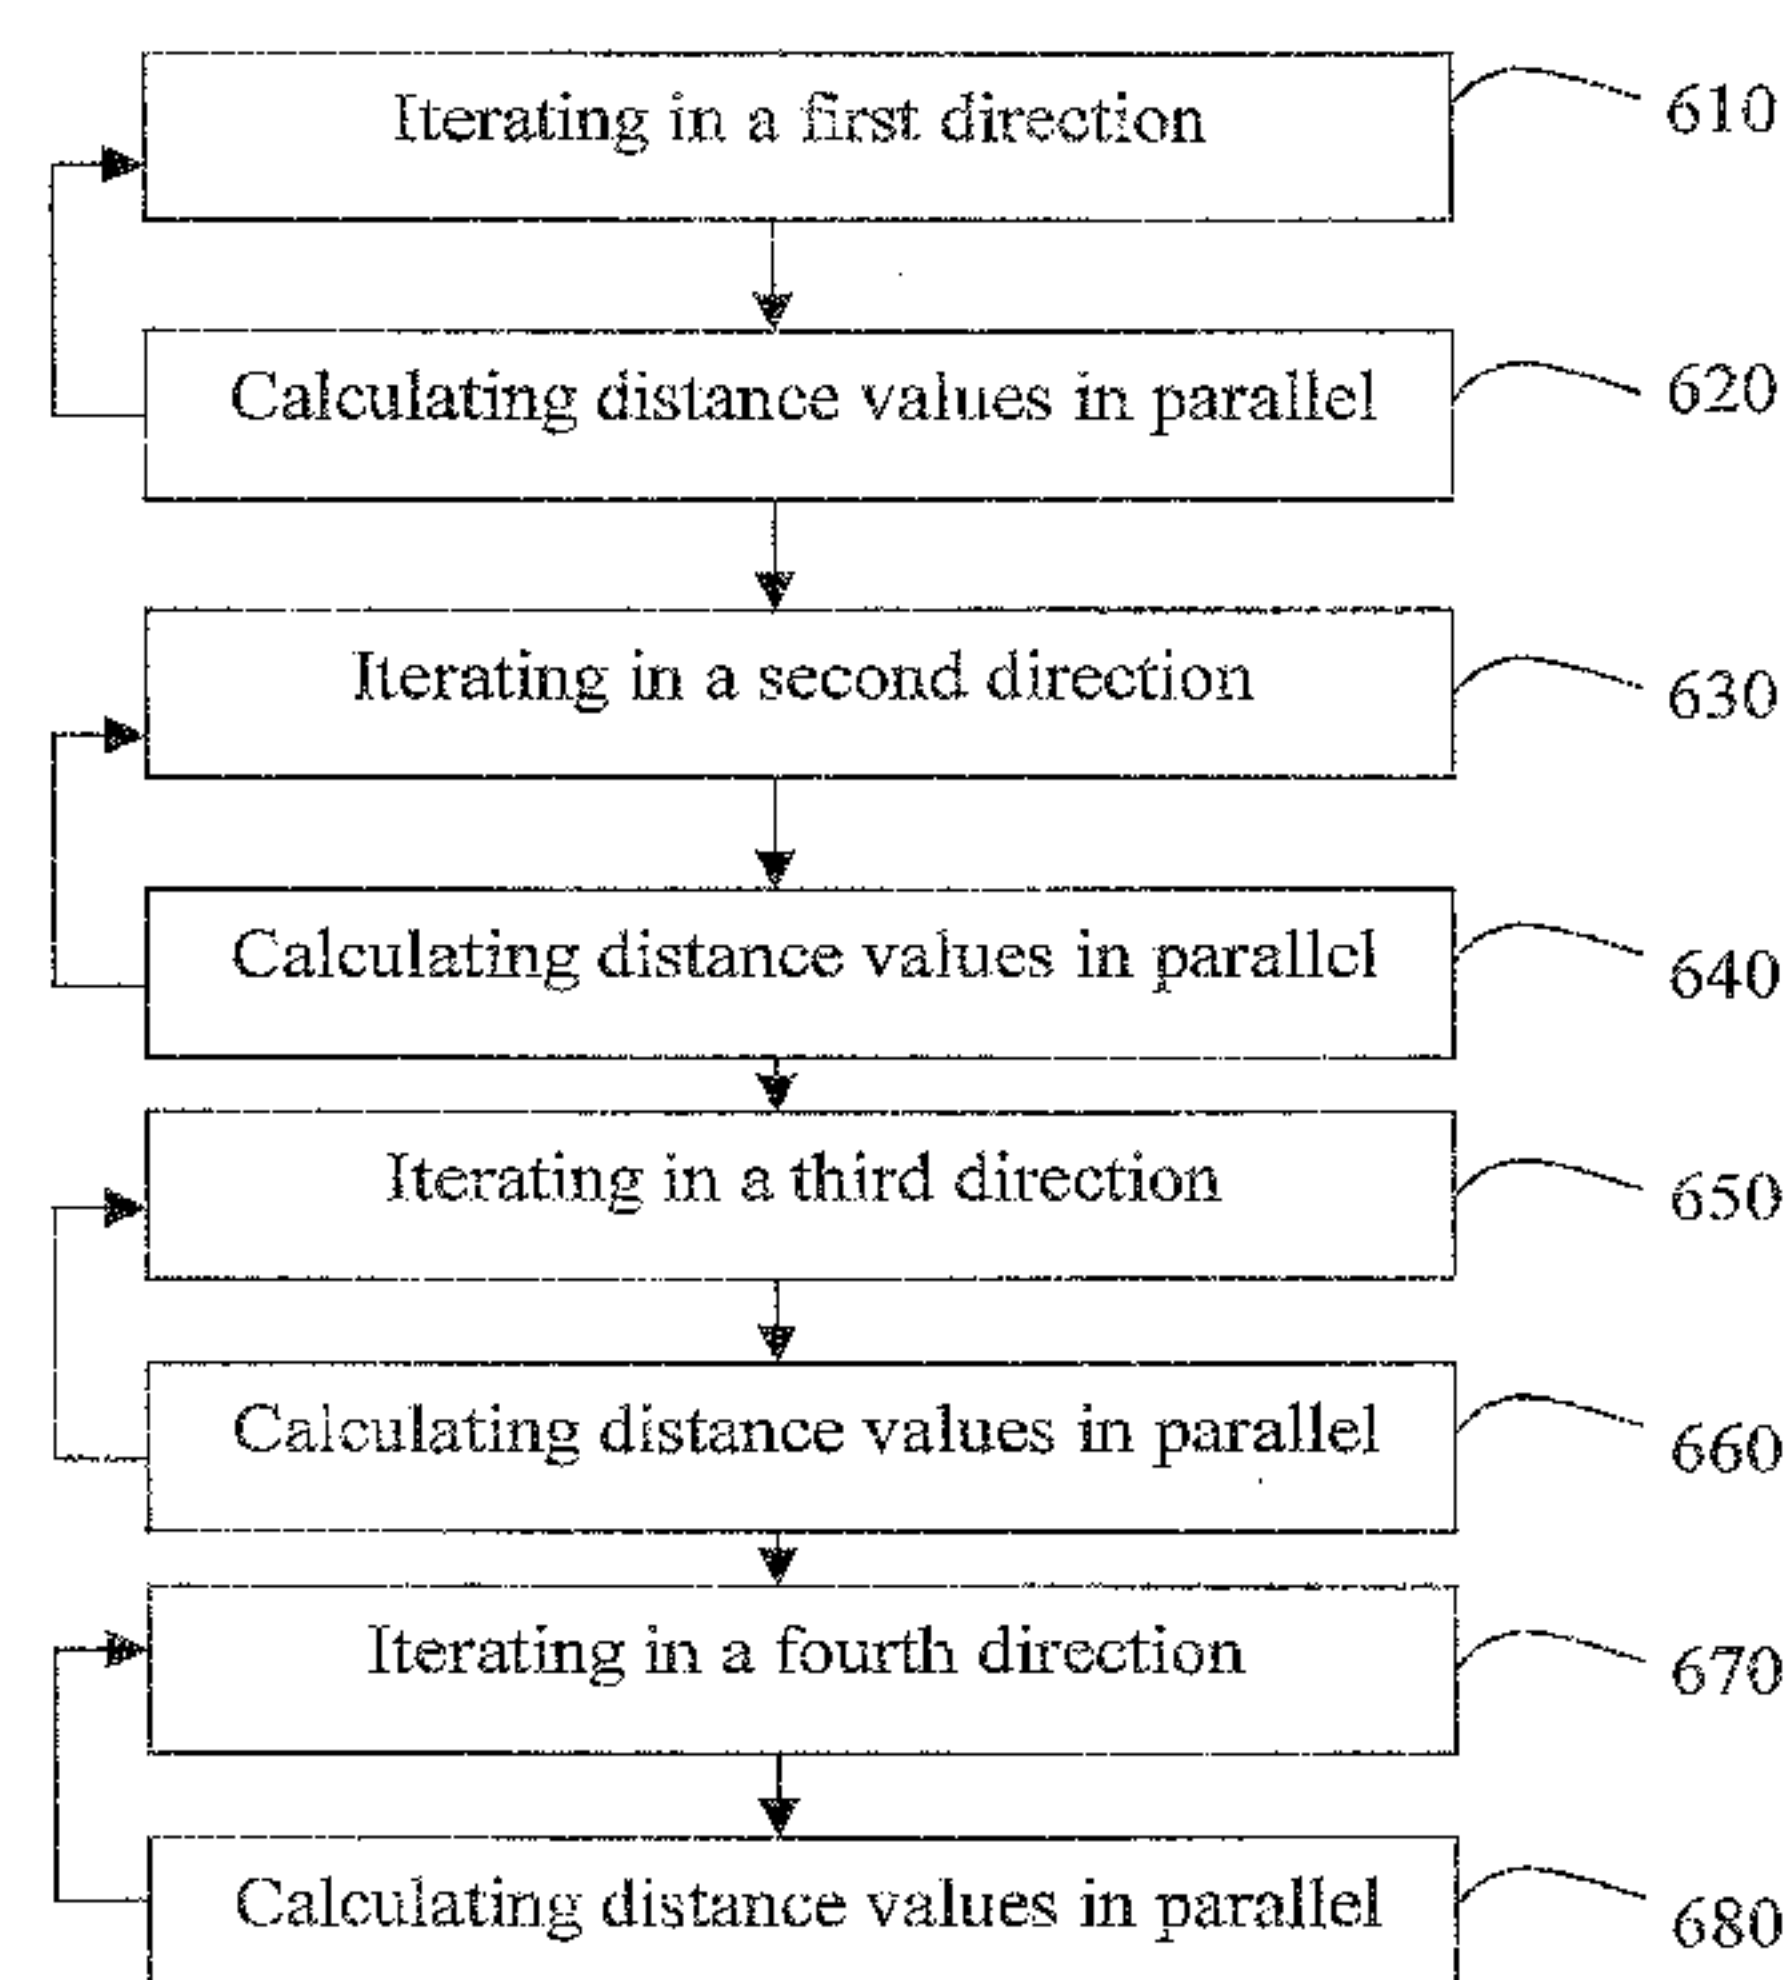 Iterating in a first direction 610
Calculating distance values in parallel 620
Iterating in a second direction 630
Calculating distance values in parallel 640
Iterating in a third direction 650
Calculating distance values in parallel 660
Iterating in a fourth direction 670
Calculating distance values in parallel 680